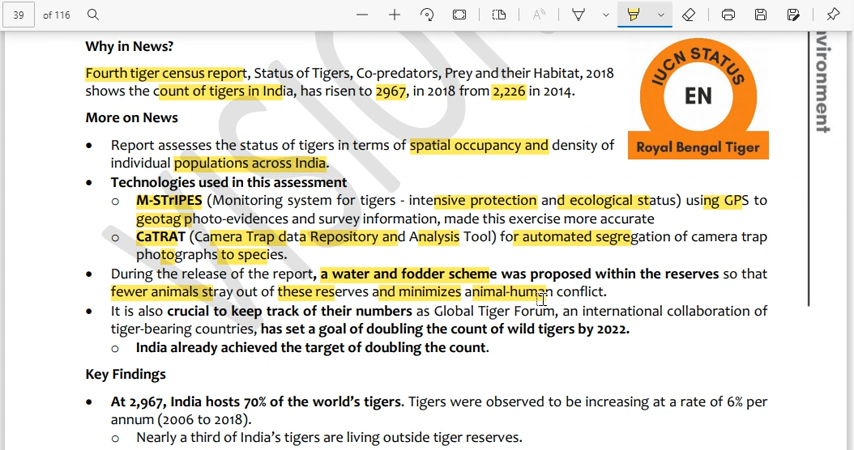 39 of 116
Why in News?
Fourth tiger census report, Status of Tigers, Co-predators, Prey and their Habitat, 2018
shows the count of tigers in India, has risen to 2967, in 2018 from 2,226 in 2014.
IUCN STATUS
EN
Royal Bengal Tiger
vironment
More on News
• Report assesses the status of tigers in terms of spatial occupancy and density of
individual populations across India.
• Technologies used in this assessment
o M-STrIPES (Monitoring system for tigers - intensive protection and ecological status) using GPS to
geotag photo-evidences and survey information, made this exercise more accurate
o CaTRAT (Camera Trap data Repository and Analysis Tool) for automated segregation of camera trap
photographs to species.
• During the release of the report, a water and fodder scheme was proposed within the reserves so that
fewer animals stray out of these reserves and minimizes animal-human conflict.
• It is also crucial to keep track of their numbers as Global Tiger Forum, an international collaboration of
tiger-bearing countries, has set a goal of doubling the count of wild tigers by 2022.
o India already achieved the target of doubling the count.
Key Findings
• At 2,967, India hosts 70% of the world's tigers. Tigers were observed to be increasing at a rate of 6% per
annum (2006 to 2018).
o Nearly a third of India's tigers are living outside tiger reserves.